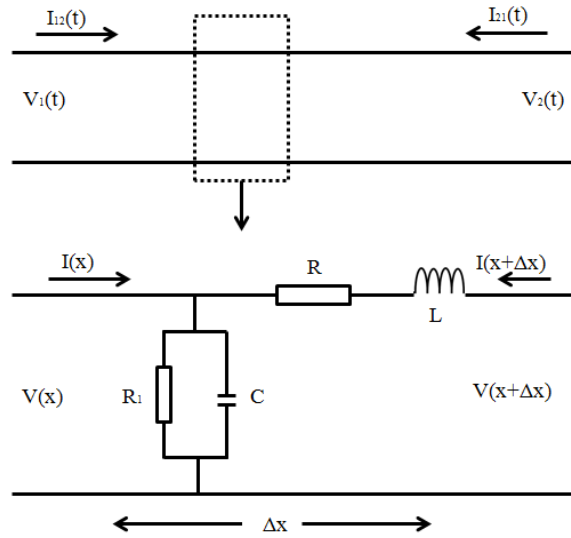 I₁₂(t) I₂₁(t)
V₁(t) V₂(t)
I(x) R I(x+Δx)
L
V(x) R₁ C V(x+Δx)
Δx